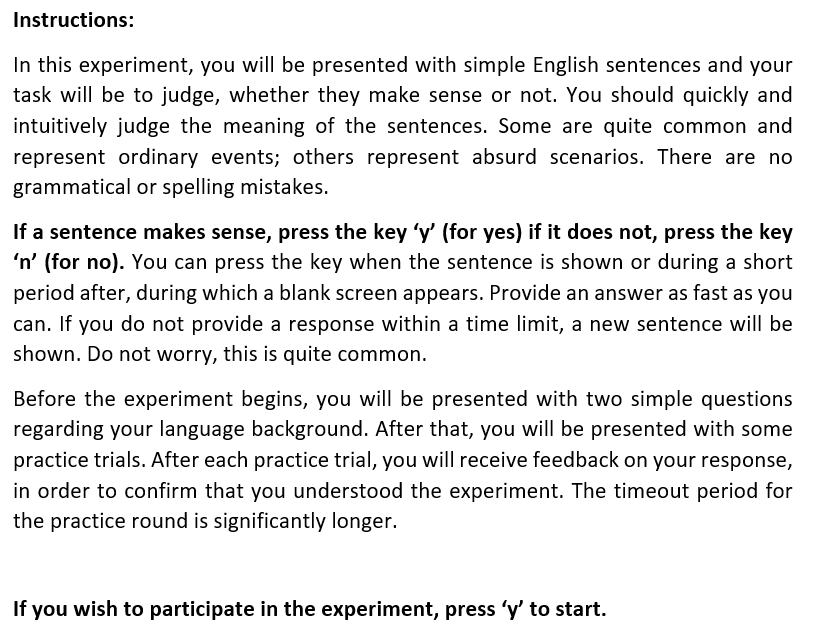 Instructions:
In this experiment, you will be presented with simple English sentences and your
task will be to judge, whether they make sense or not. You should quickly and
intuitively judge the meaning of the sentences. Some are quite common and
represent ordinary events; others represent absurd scenarios. There are no
grammatical or spelling mistakes.
If a sentence makes sense, press the key ‘y’ (for yes) if it does not, press the key
‘n’ (for no). You can press the key when the sentence is shown or during a short
period after, during which a blank screen appears. Provide an answer as fast as you
can. If you do not provide a response within a time limit, a new sentence will be
shown. Do not worry, this is quite common.
Before the experiment begins, you will be presented with two simple questions
regarding your language background. After that, you will be presented with some
practice trials. After each practice trial, you will receive feedback on your response,
in order to confirm that you understood the experiment. The timeout period for
the practice round is significantly longer.
If you wish to participate in the experiment, press ‘y’ to start.